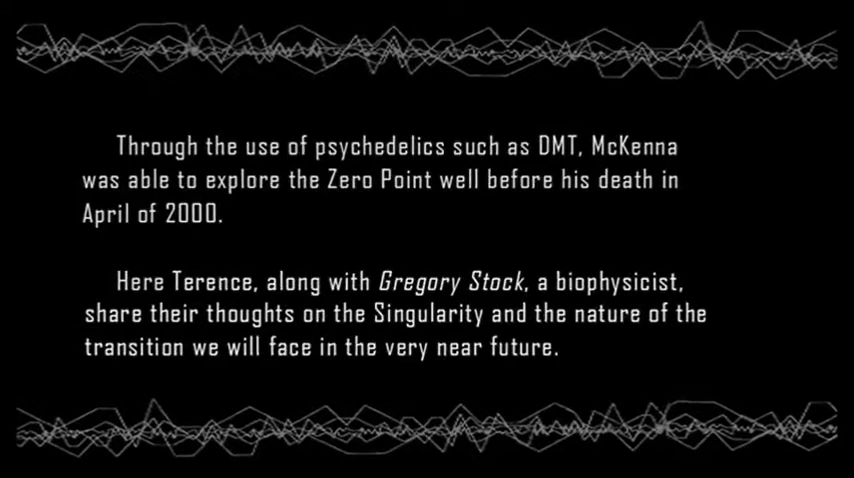 Through the use of psychedelics such as DMT, McKenna
was able to explore the Zero Point well before his death in
April of 2000.
Here Terence, along with Gregory Stock, a biophysicist,
share their thoughts on the Singularity and the nature of the
transition we will face in the very near future.